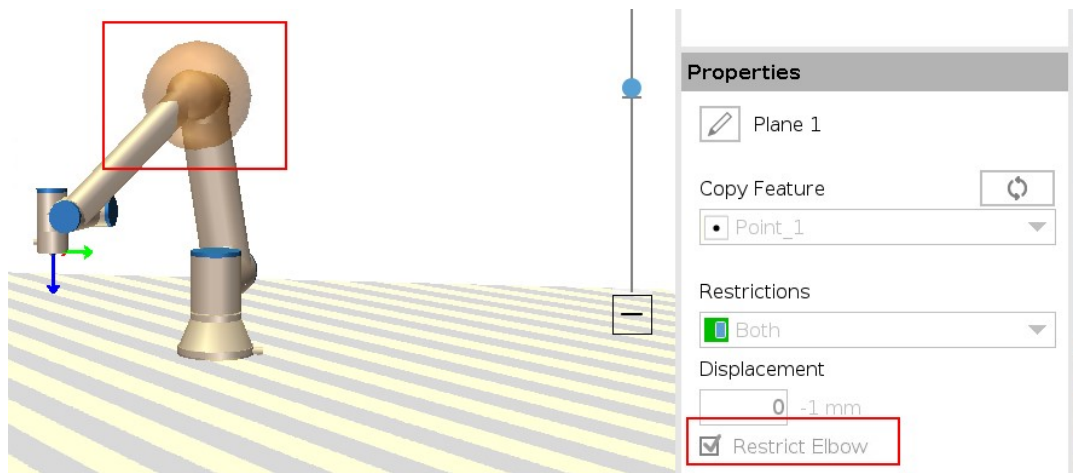 Properties
Plane 1
Copy Feature
Point_1
Restrictions
Both
Displacement
0 -1 mm
Restrict Elbow